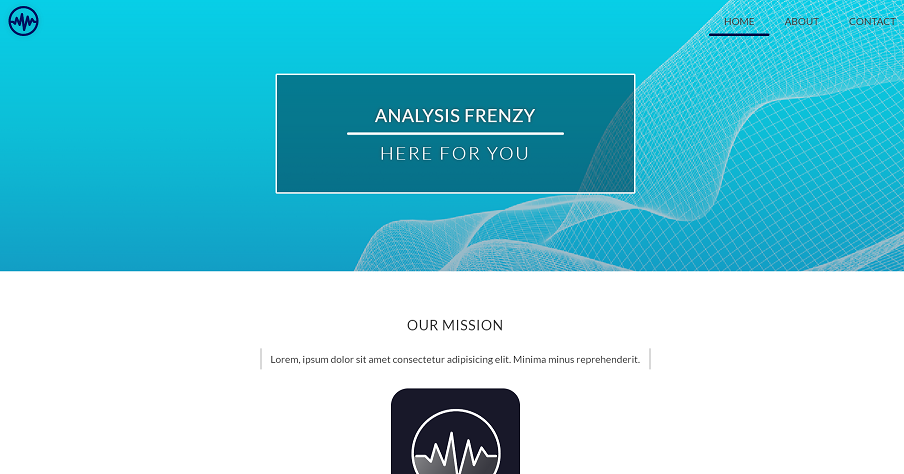 HOME ABOUT CONTACT
ANALYSIS FRENZY
HERE FOR YOU
OUR MISSION
Lorem, ipsum dolor sit amet consectetur adipisicing elit. Minima minus reprehenderit.